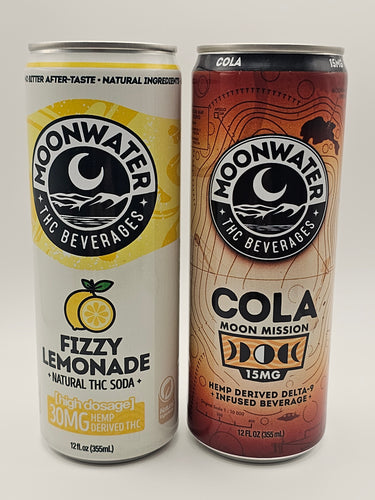 BITTER AFTER-TASTE • NATURAL INGREDIENTS
MOONWATER
THC BEVERAGES
FIZZY
LEMONADE
• NATURAL THC SODA •
[high dosage]
30MG HEMP
DERIVED THC
12 fl.oz (355mL)
COLA
15MG
MOONWATER
THC BEVERAGES
COLA
MOON MISSION
15MG
HEMP DERIVED DELTA-9
• INFUSED BEVERAGE •
12 FL OZ (355 mL)